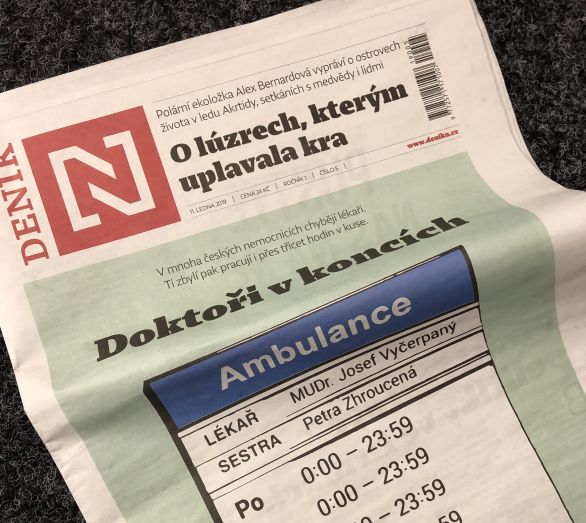 DENÍK
N
Polární ekoložka Alex Bernardová vypráví o ostrovech
života v ledu Akrtidy, setkáních s medvědy i lidmi
O lúzrech, kterým
uplavala kra
11. LEDNA 2019 | CENA 24 KČ | ROČNÍK 1 | ČÍSLO 5 |
www.denikn.cz
V mnoha českých nemocnicích chybějí lékaři.
Ti zbylí pak pracují i přes třicet hodin v kuse.
Doktoři v koncích
Ambulance
LÉKAŘ MUDr. Josef Vyčerpaný
SESTRA Petra Zhroucená
Po 0:00 – 23:59
0:00 – 23:59
– 23:59